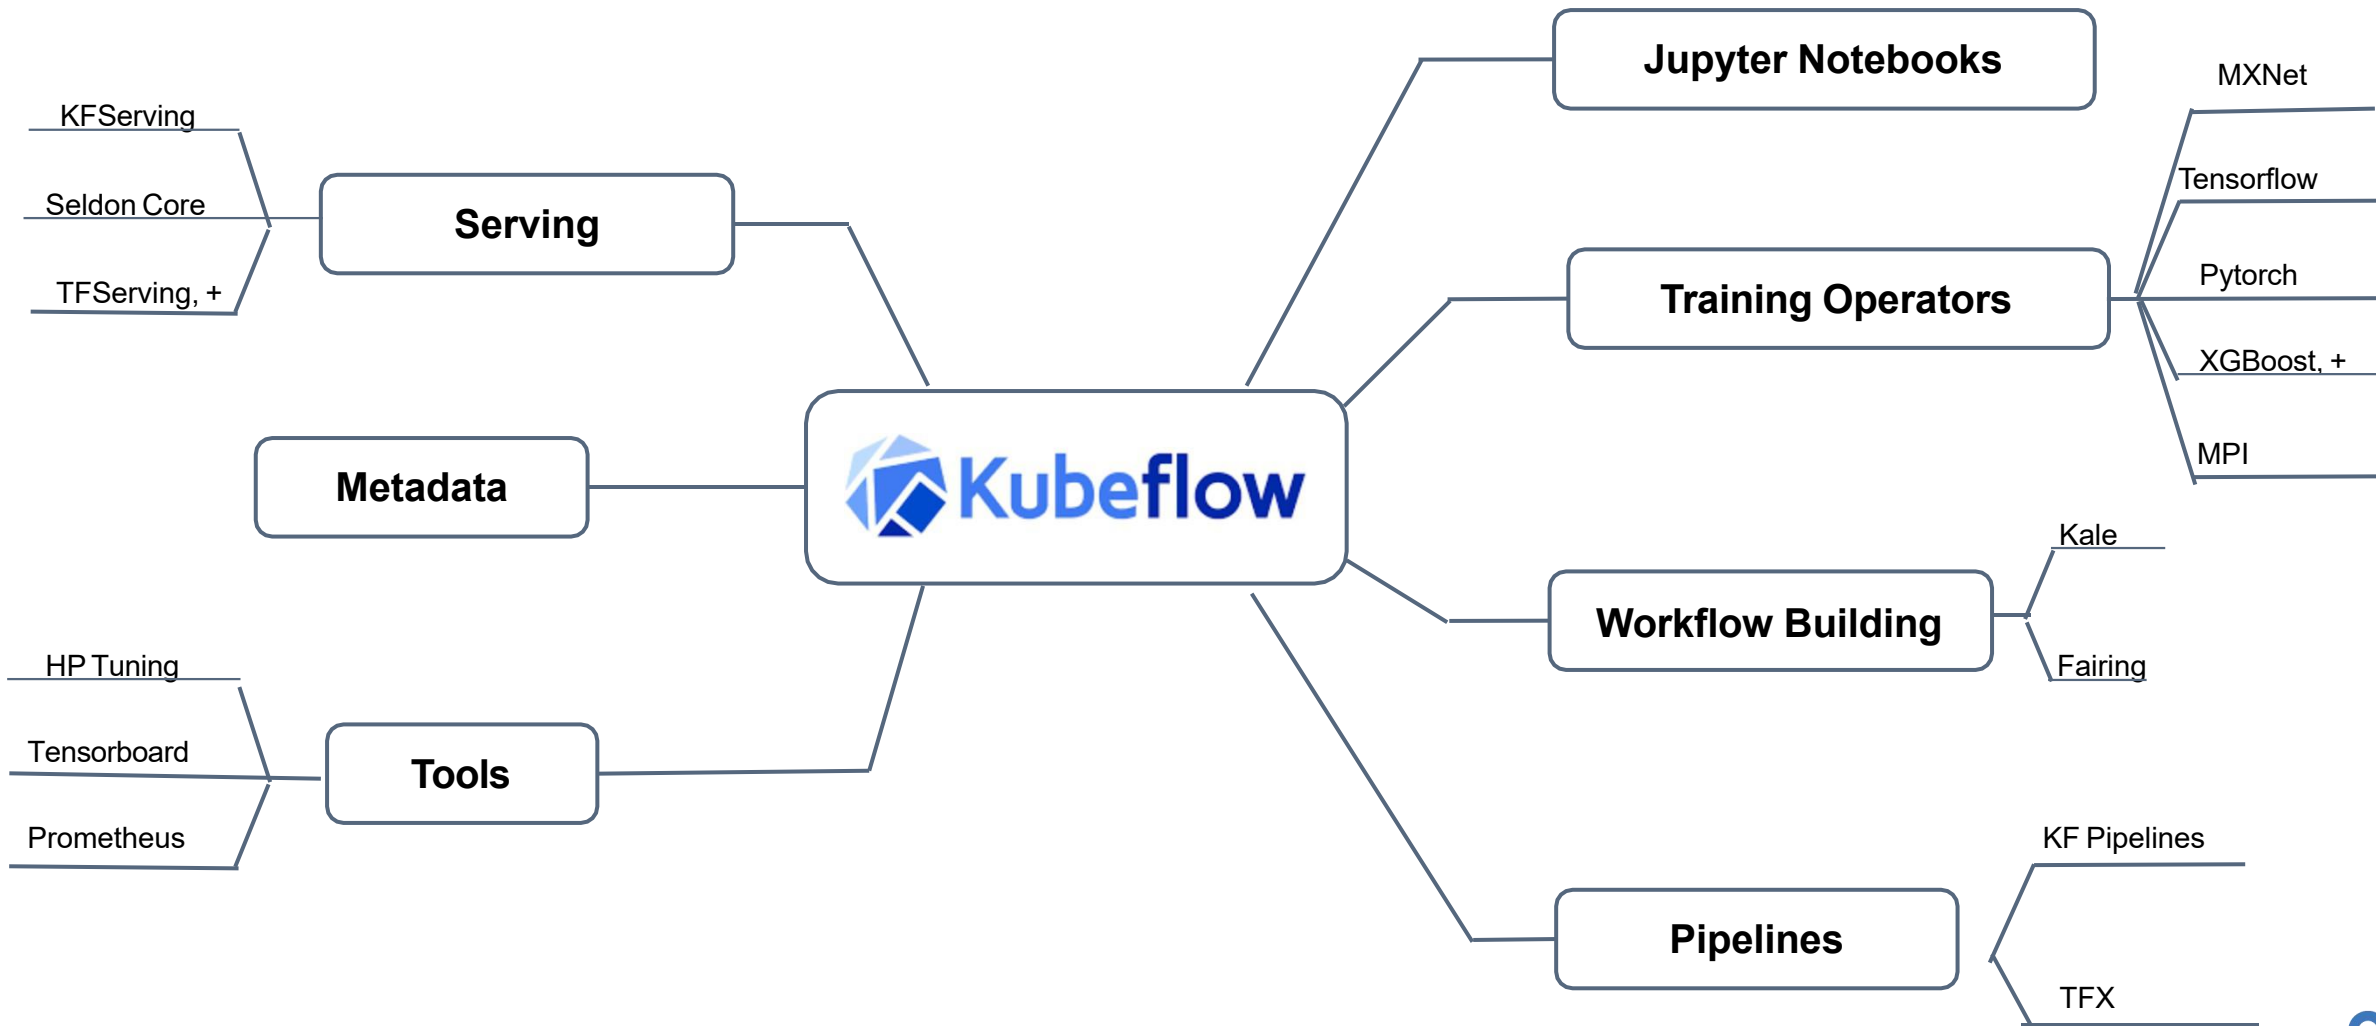 Jupyter Notebooks
MXNet
KFServing
Tensorflow
Seldon Core
Serving
Pytorch
TFServing, +
Training Operators
XGBoost, +
MPI
Metadata
Kubeflow
Kale
Workflow Building
HP Tuning
Fairing
Tensorboard
Tools
Prometheus
KF Pipelines
Pipelines
TFX